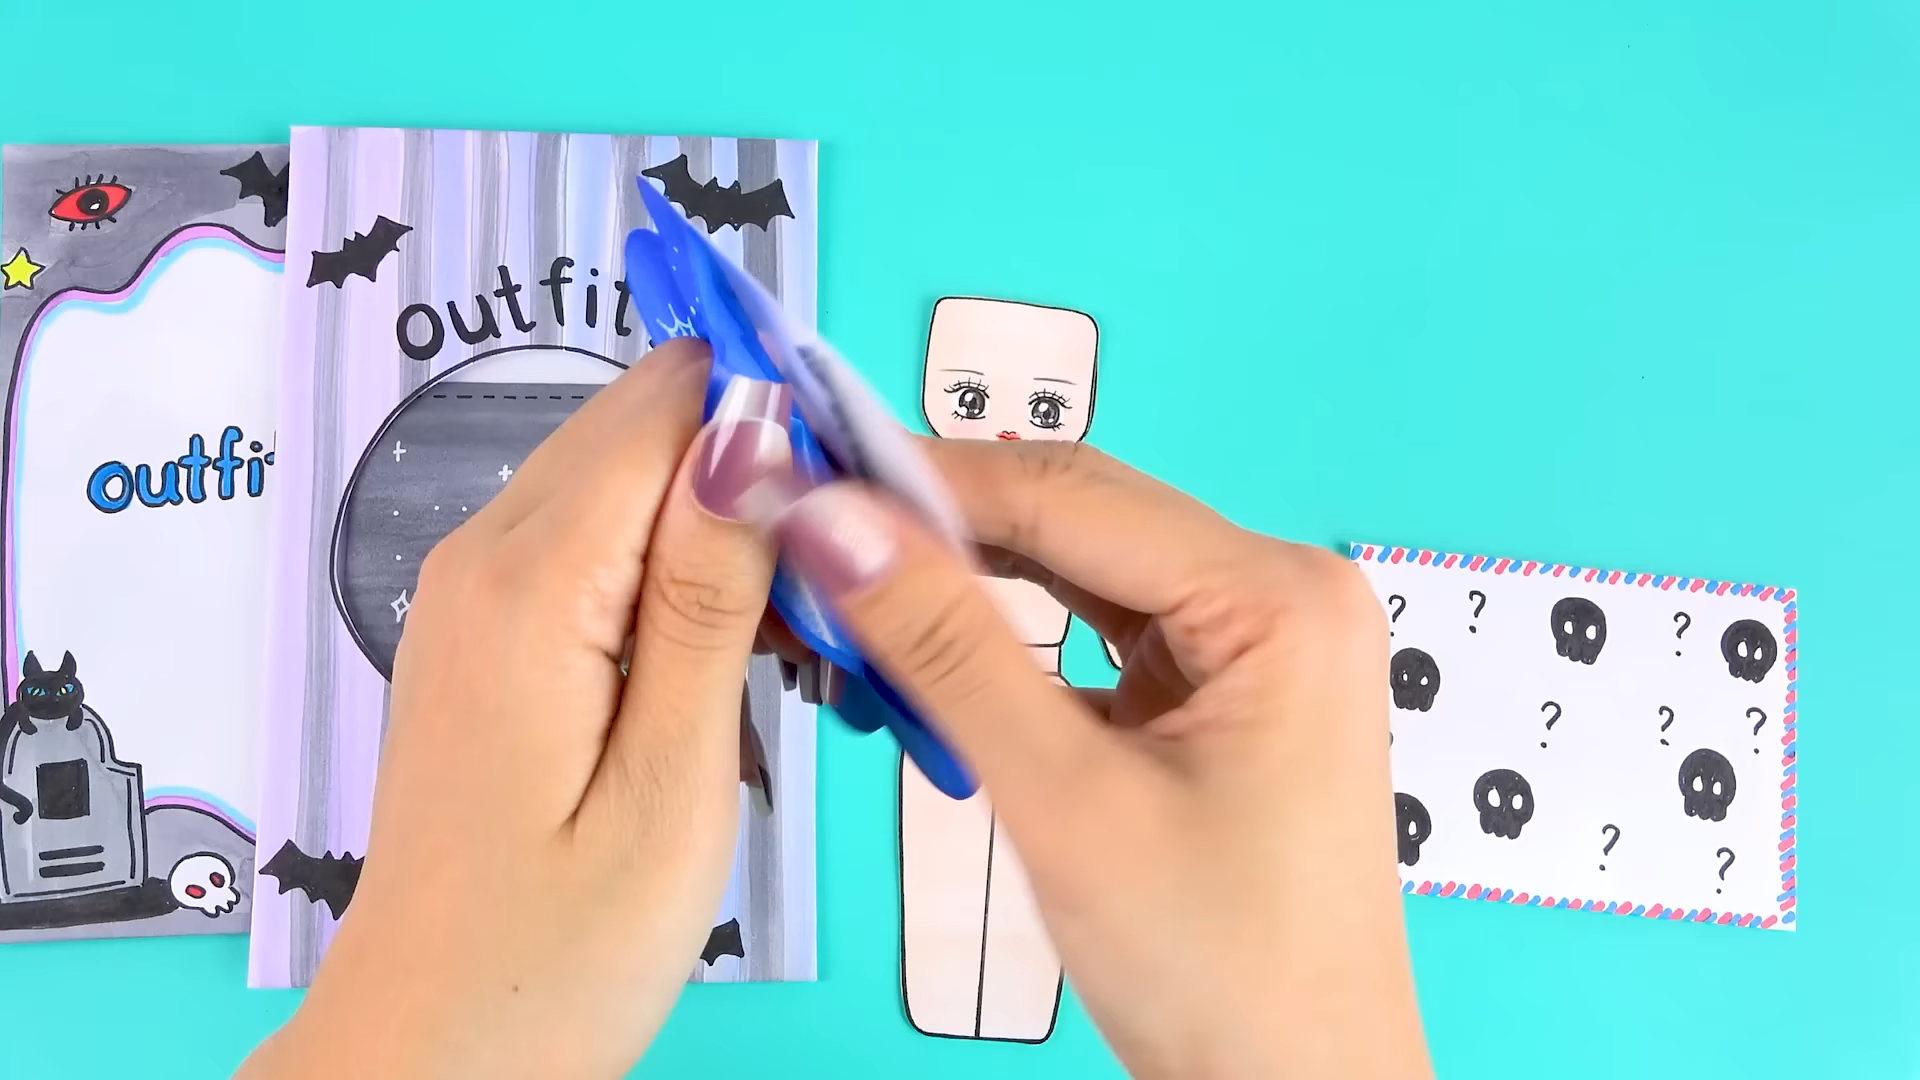 outfit
outfi
? ? ?
? ? ?
? ?